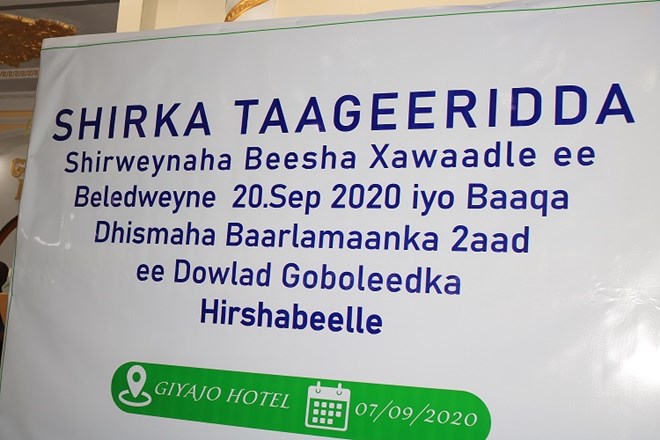 SHIRKA TAAGEERIDDA
Shirweynaha Beesha Xawaadle ee
Beledweyne 20.Sep 2020 iyo Baaqa
Dhismaha Baarlamaanka 2aad
ee Dowlad Goboleedka
Hirshabeelle
GIYAJO HOTEL 07/09/2020